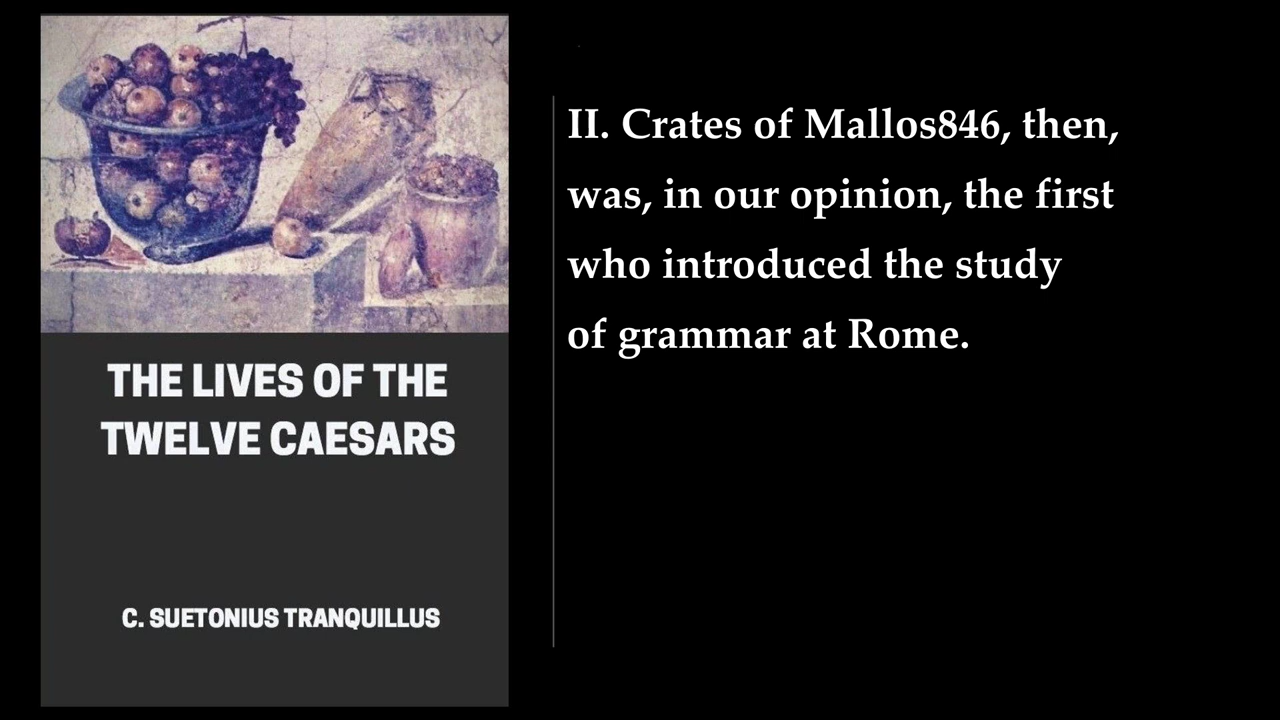 THE LIVES OF THE
TWELVE CAESARS
C. SUETONIUS TRANQUILLUS
II. Crates of Mallos846, then,
was, in our opinion, the first
who introduced the study
of grammar at Rome.